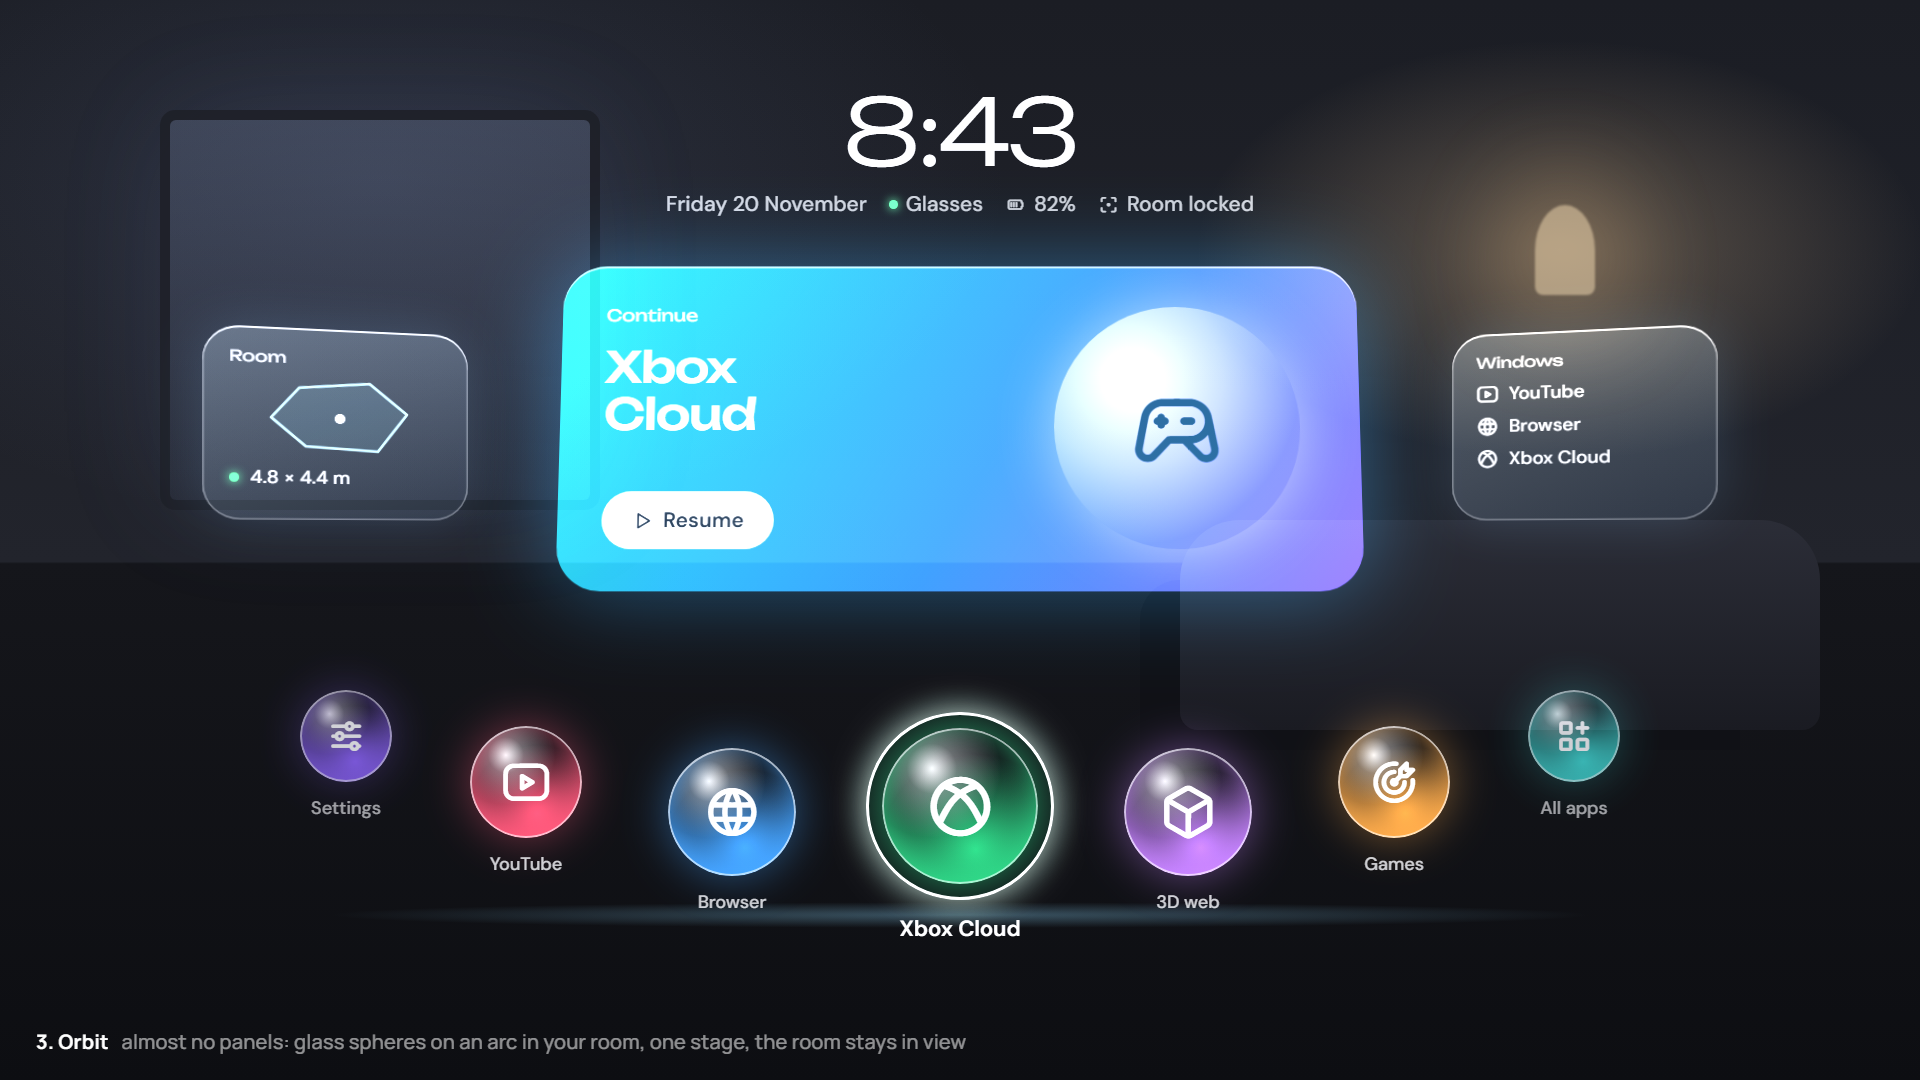 8:43
Friday 20 November Glasses 82% Room locked
Room
4.8 × 4.4 m
Continue
Xbox
Cloud
Resume
Windows
YouTube
Browser
Xbox Cloud
Settings
YouTube
Browser
Xbox Cloud
3D web
Games
All apps
3. Orbit almost no panels: glass spheres on an arc in your room, one stage, the room stays in view